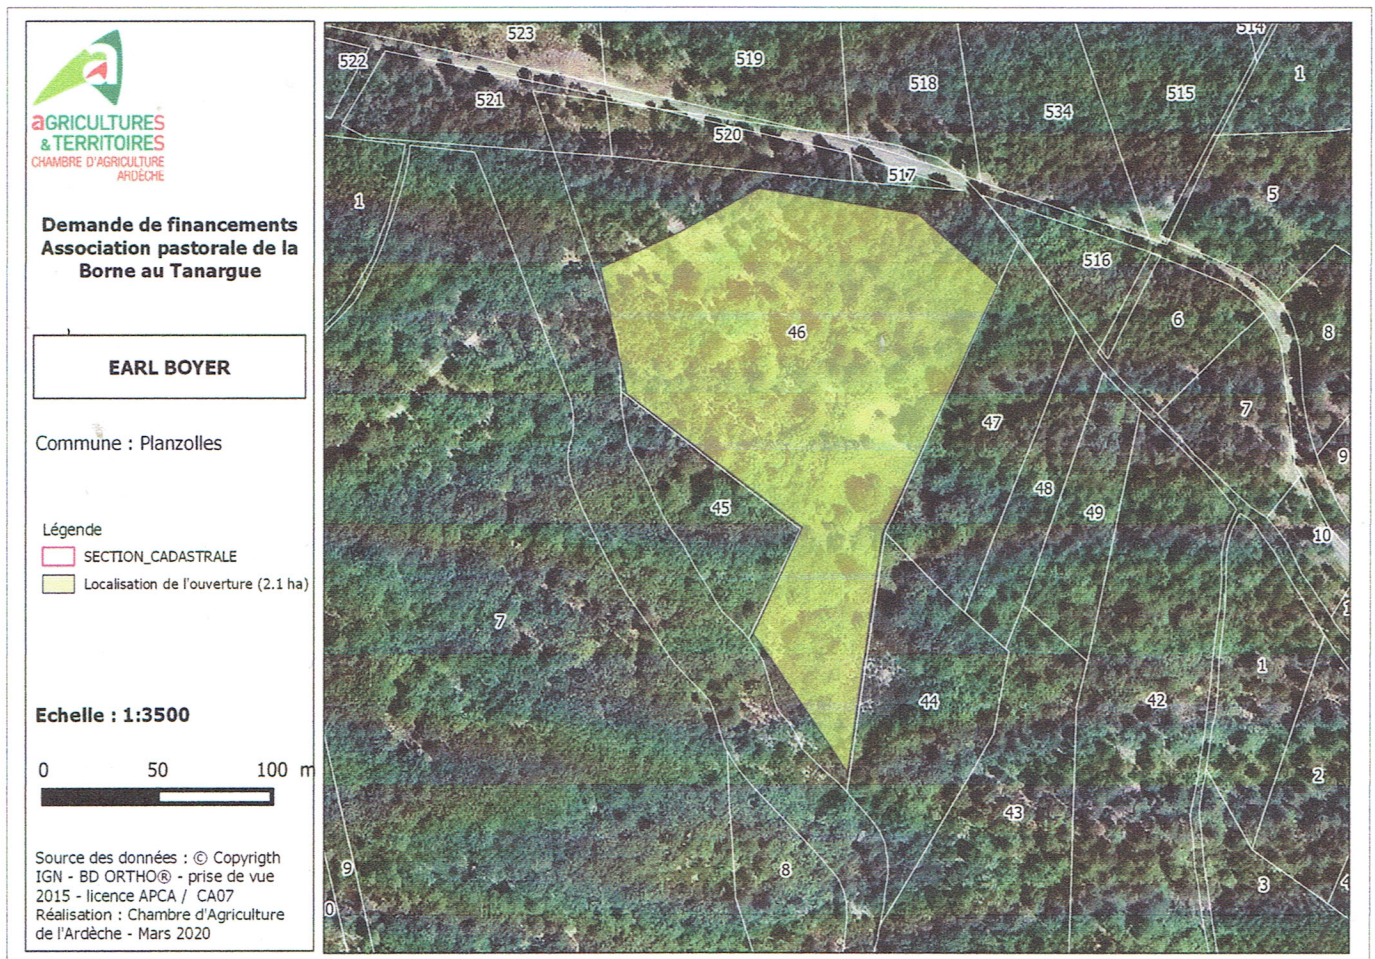 aGRICULTURES
& TERRITOIRES
CHAMBRE D'AGRICULTURE
ARDÈCHE
Demande de financements
Association pastorale de la
Borne au Tanargue
EARL BOYER
Commune : Planzolles
Légende
SECTION_CADASTRALE
Localisation de l'ouverture (2.1 ha)
Echelle : 1:3500
0 50 100 m
Source des données : © Copyrigth
IGN - BD ORTHO® - prise de vue
2015 - licence APCA / CA07
Réalisation : Chambre d'Agriculture
de l'Ardèche - Mars 2020
523
514
522
519
1
518
521
515
534
520
517
5
1
516
6
46
8
7
47
9
48
45
49
10
7
1
44
42
2
43
9
8
3
4
0